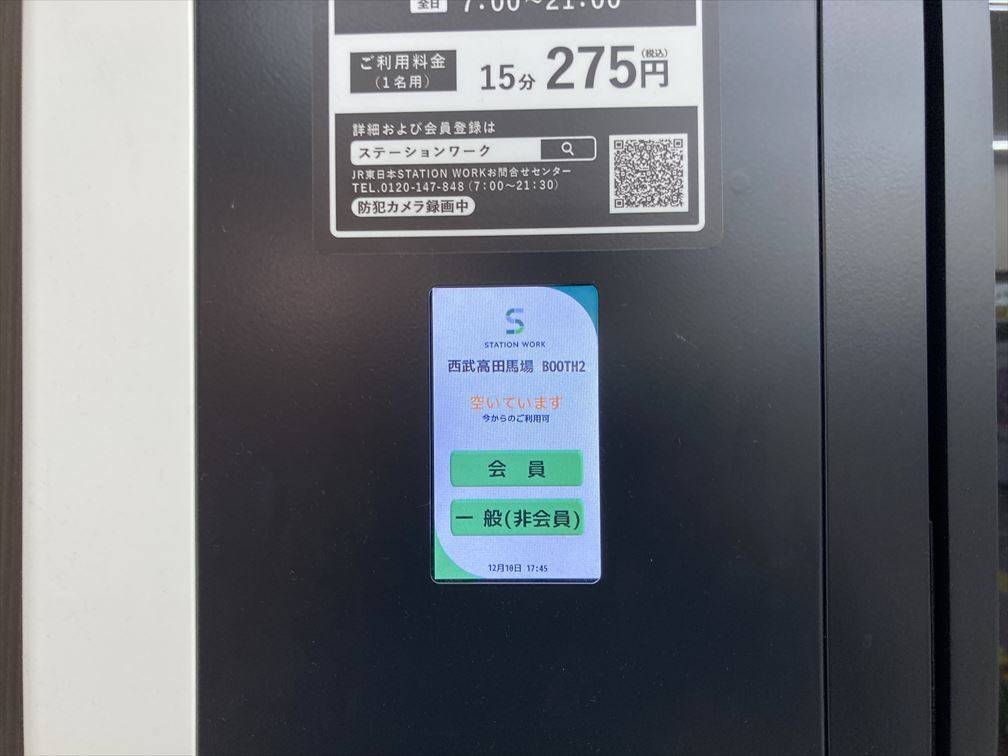 全日 7:00〜21:00
ご利用料金
(1名用)
15分 275円
(税込)
詳細および会員登録は
ステーションワーク
JR東日本STATION WORKお問合せセンター
TEL.0120-147-848(7:00〜21:30)
防犯カメラ録画中
S
STATION WORK
西武高田馬場 BOOTH2
空いています
今からのご利用可
会 員
一 般(非会員)
12月10日 17:45